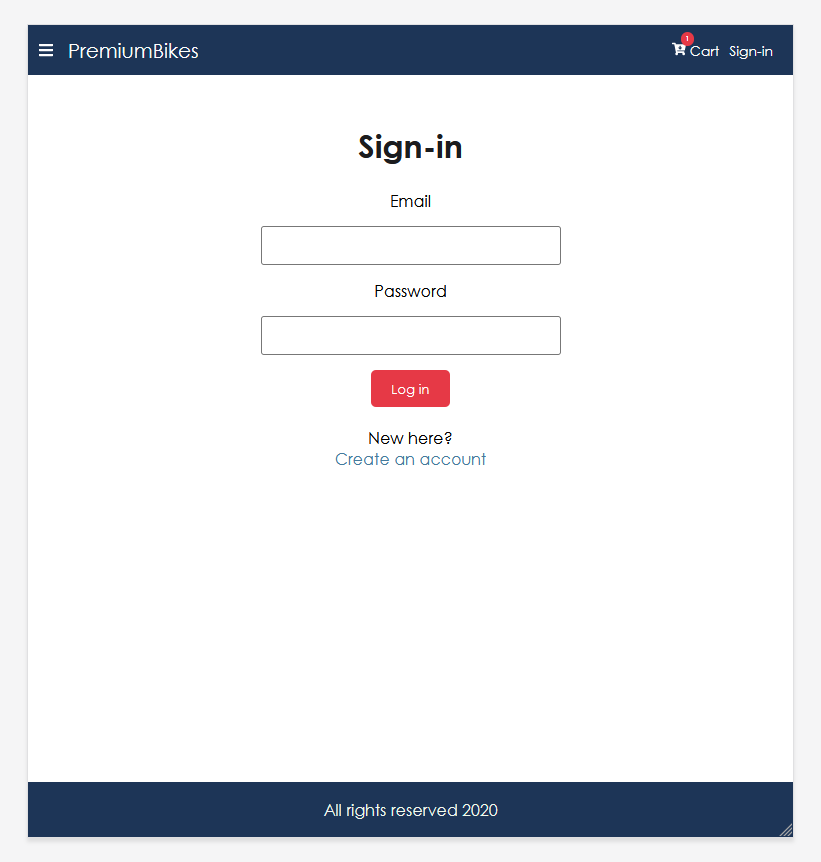 PremiumBikes
1
Cart Sign-in
Sign-in
Email
Password
Log in
New here?
Create an account
All rights reserved 2020